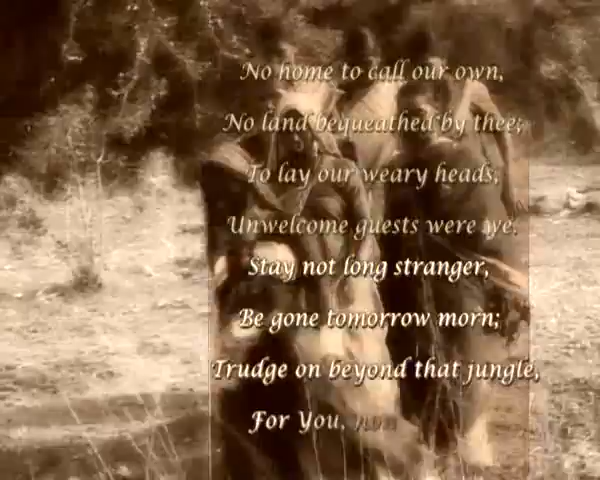 No home to call our own,
No land bequeathed by thee;
To lay our weary heads,
Unwelcome guests were we.
Stay not long stranger,
Be gone tomorrow morn;
Trudge on beyond that jungle,
For You,